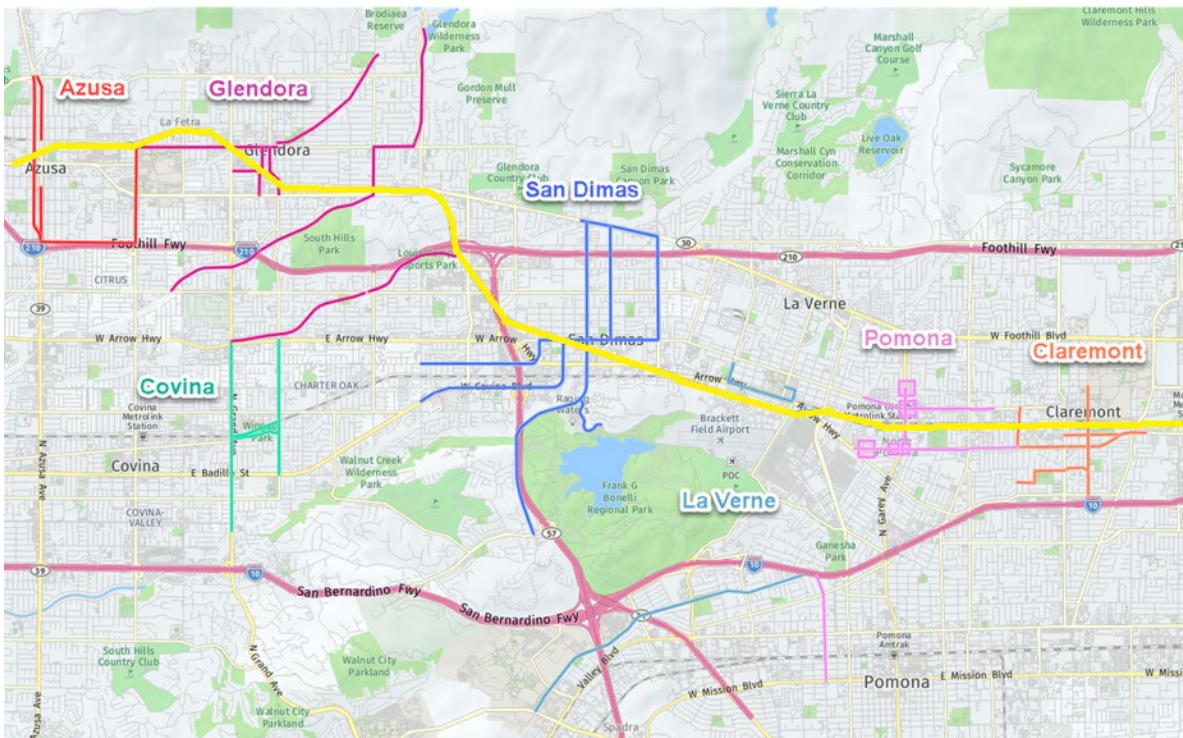 Brodiaea
Reserve
Glendora
Wilderness
Park
Claremont Hills
Wilderness Park
Marshall
Canyon Golf
Course
Azusa
Glendora
Gordon Mull
Preserve
Sierra La
Verne Country
Club
La Fetra
Live Oak
Reservoir
Glendora
Azusa
Marshall Cyn
Conservation
Corridor
Glendora
Country Club
San Dimas
Canyon Park
Sycamore
Canyon Park
San Dimas
210
Foothill Fwy
210
South Hills
Park
Sports Park
30
210
Foothill Fwy
CITRUS
39
La Verne
W Arrow Hwy
E Arrow Hwy
W Arrow Hwy
San Dimas
W Foothill Blvd
Pomona
Claremont
Covina
CHARTER OAK
W Covina Blvd
Arrow Hwy
Arrow Hwy
Covina
Metrolink
Station
Raging
Waters
Brackett
Field Airport
Claremont
Covina
E Badillo St
Walnut Creek
Wilderness
Park
POC
N Azusa Ave
Frank G
Bonelli
Regional Park
La Verne
N Garey Ave
10
COVINA-
VALLEY
57
Ganesha
Park
39
10
10
San Bernardino Fwy
San Bernardino Fwy
South Hills
Country Club
N Grand Ave
Walnut City
Parkland
Valley Blvd
Pomona
Amtrak
W Mission Blvd
Pomona
E Mission Blvd
Azusa Ave
Walnut City
Parkland
Spadra